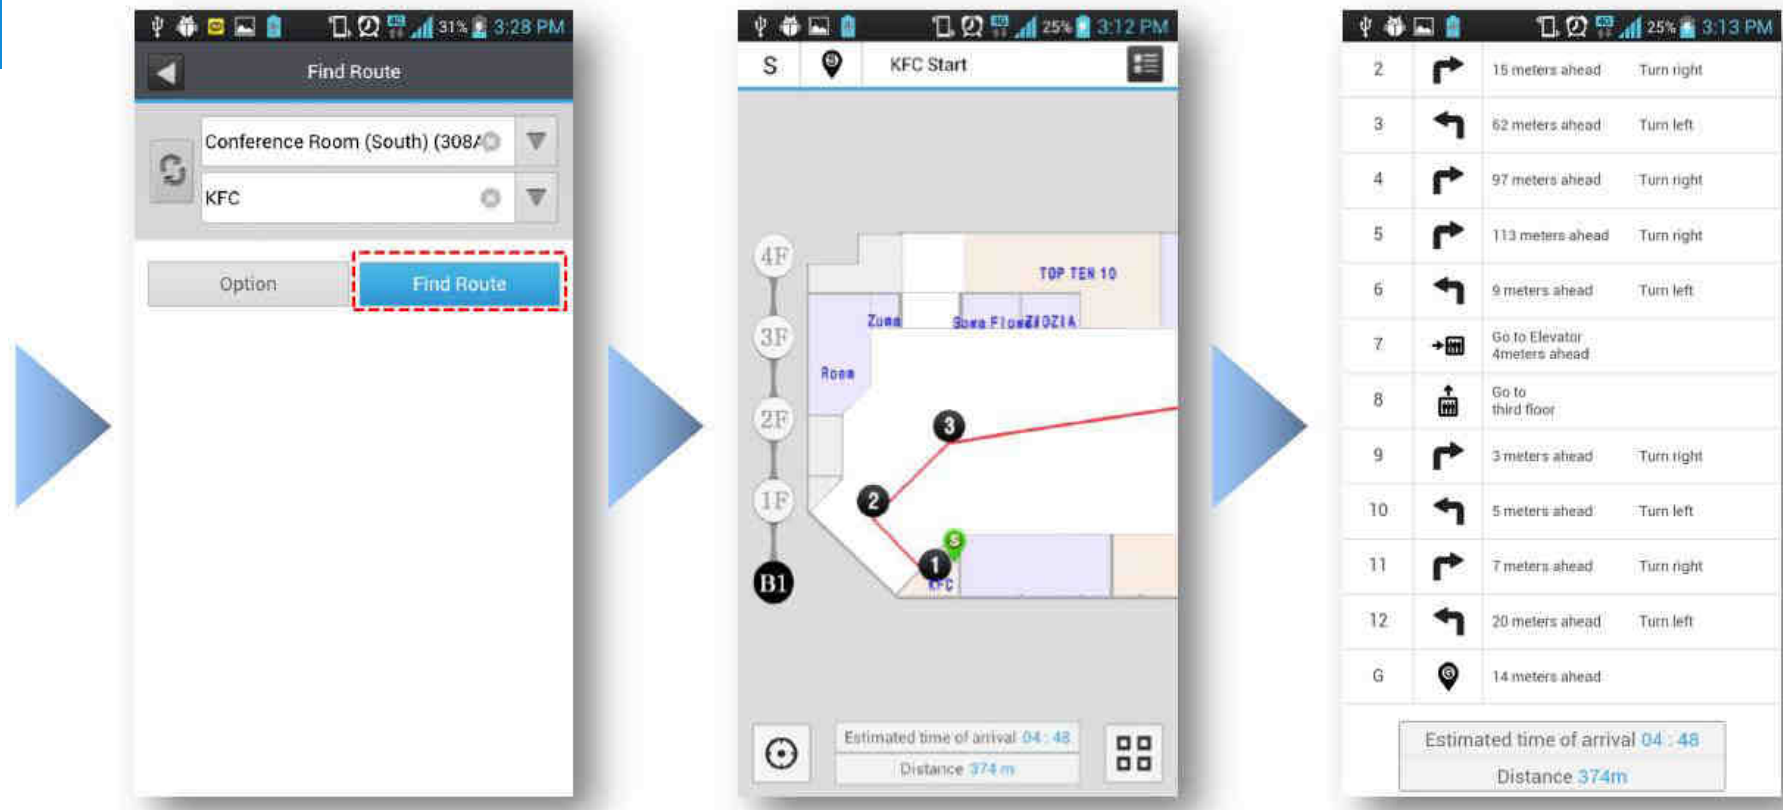 31% 3:28 PM
Find Route
Conference Room (South) (308A
KFC
Option
Find Route
25% 3:12 PM
S
KFC Start
4F
3F
2F
1F
B1
TOP TEN 10
Zuma
ZIOZIA
Room
3
2
S
1
KFC
Estimated time of arrival 04 : 48
Distance 374 m
25% 3:13 PM
2 15 meters ahead Turn right
3 62 meters ahead Turn left
4 97 meters ahead Turn right
5 113 meters ahead Turn right
6 9 meters ahead Turn left
7 Go to Elevator
4meters ahead
8 Go to
third floor
9 3 meters ahead Turn right
10 5 meters ahead Turn left
11 7 meters ahead Turn right
12 20 meters ahead Turn left
G G 14 meters ahead
Estimated time of arrival 04 : 48
Distance 374m